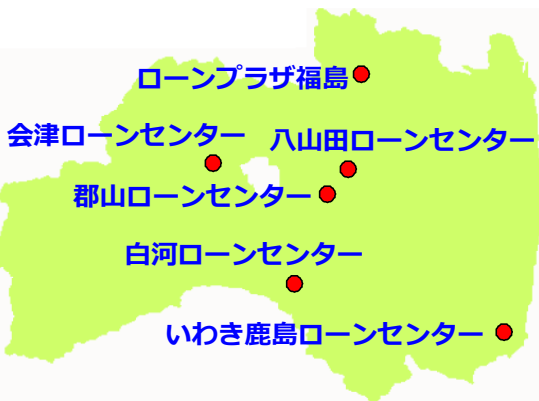 ローンプラザ福島
会津ローンセンター
八山田ローンセンター
郡山ローンセンター
白河ローンセンター
いわき鹿島ローンセンター